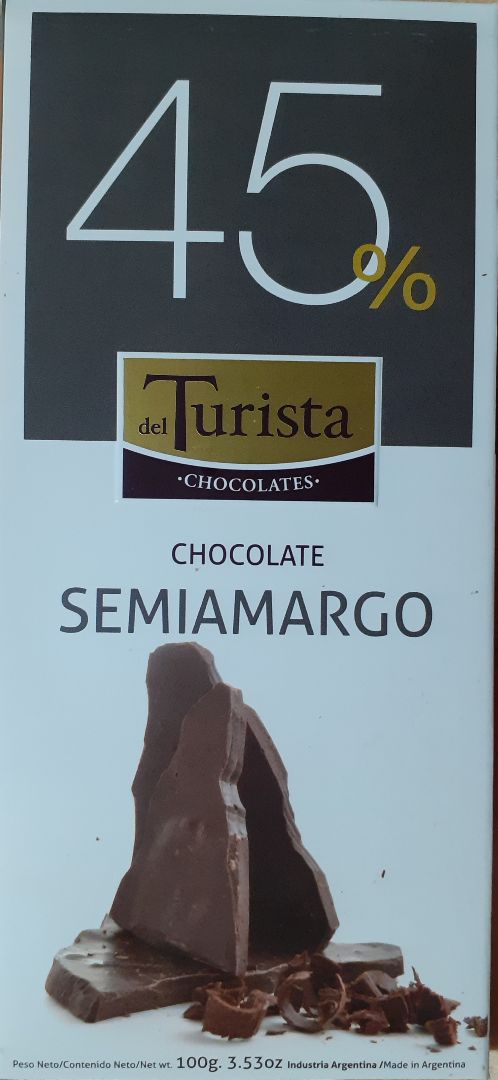 45%
del Turista
·CHOCOLATES·
CHOCOLATE
SEMIAMARGO
Peso Neto/Contenido Neto/Net wt. 100g. 3.53oz Industria Argentina /Made in Argentina